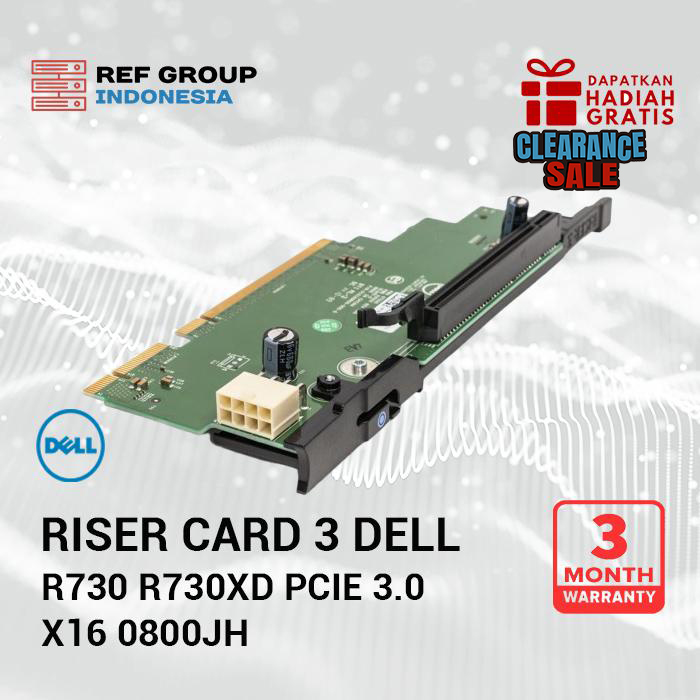 REF GROUP
INDONESIA
DAPATKAN
HADIAH
GRATIS
CLEARANCE
SALE
DELL
RISER CARD 3 DELL
R730 R730XD PCIE 3.0
X16 0800JH
3
MONTH
WARRANTY